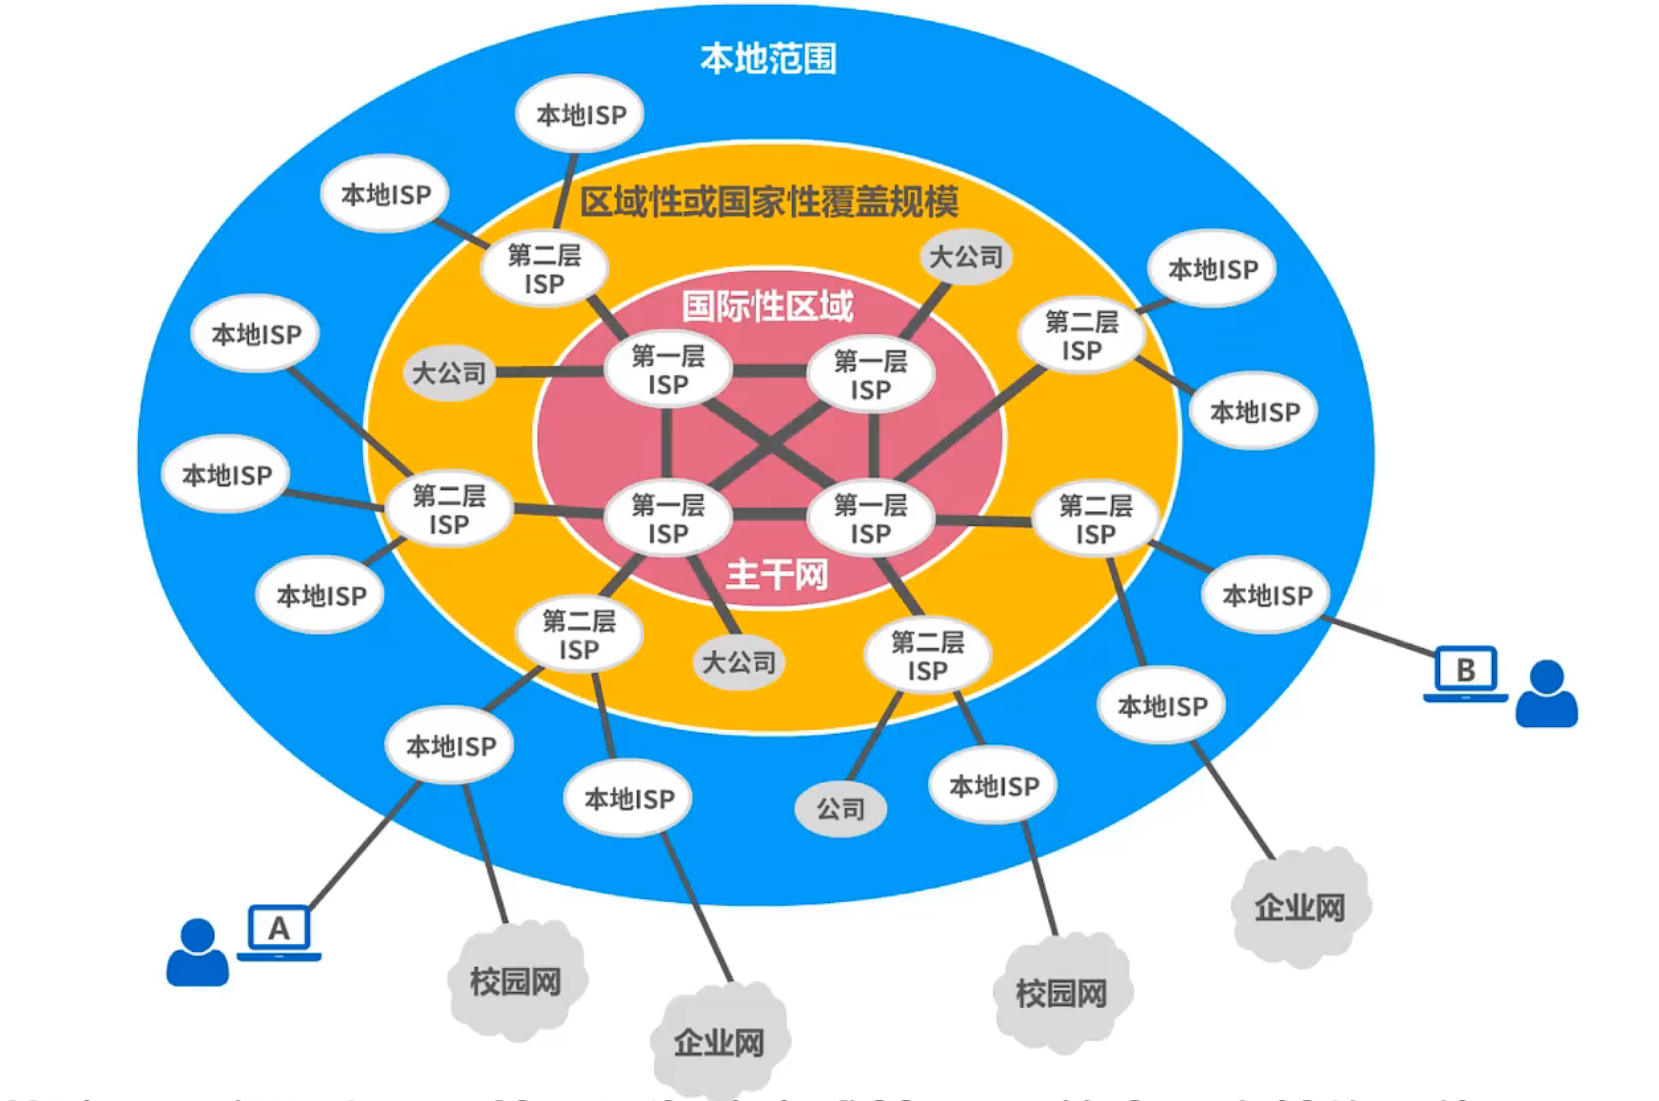 本地范围
本地ISP
本地ISP
区域性或国家性覆盖规模
第二层
ISP
大公司
本地ISP
国际性区域
本地ISP
第二层
ISP
大公司
第一层
ISP
第一层
ISP
本地ISP
本地ISP
第二层
ISP
第一层
ISP
第一层
ISP
第二层
ISP
本地ISP
主干网
本地ISP
第二层
ISP
大公司
第二层
ISP
B
本地ISP
本地ISP
本地ISP
公司
本地ISP
A
企业网
校园网
校园网
企业网